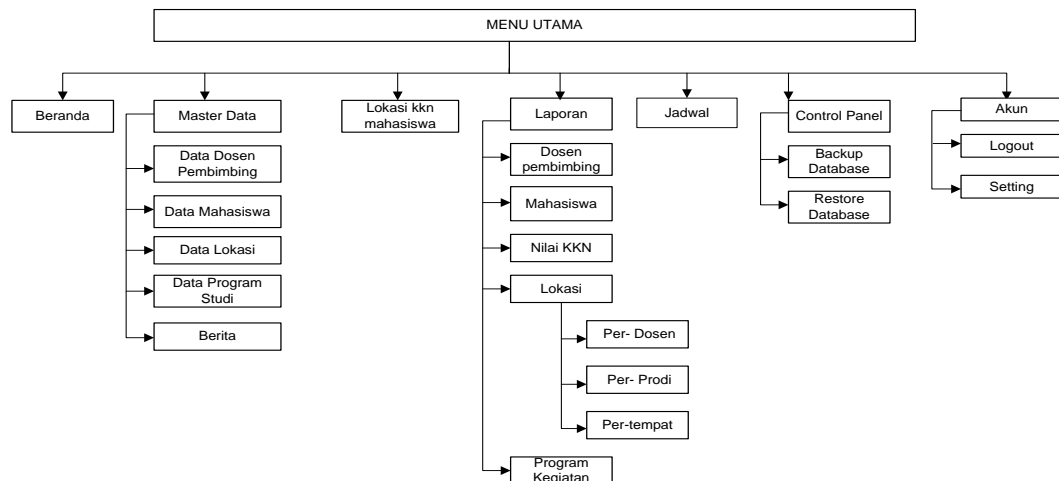 MENU UTAMA
Beranda
Master Data
Data Dosen
Pembimbing
Data Mahasiswa
Data Lokasi
Data Program
Studi
Berita
Lokasi kkn
mahasiswa
Laporan
Dosen
pembimbing
Mahasiswa
Nilai KKN
Lokasi
Per- Dosen
Per- Prodi
Per-tempat
Program
Kegiatan
Jadwal
Control Panel
Backup
Database
Restore
Database
Akun
Logout
Setting